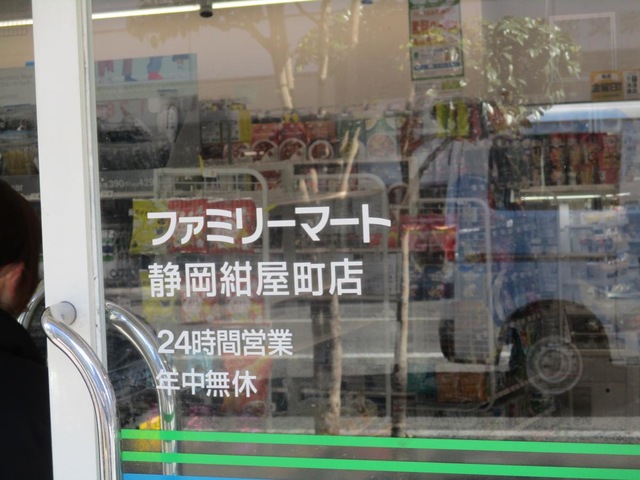 ファミリーマート
静岡紺屋町店
24時間営業
年中無休